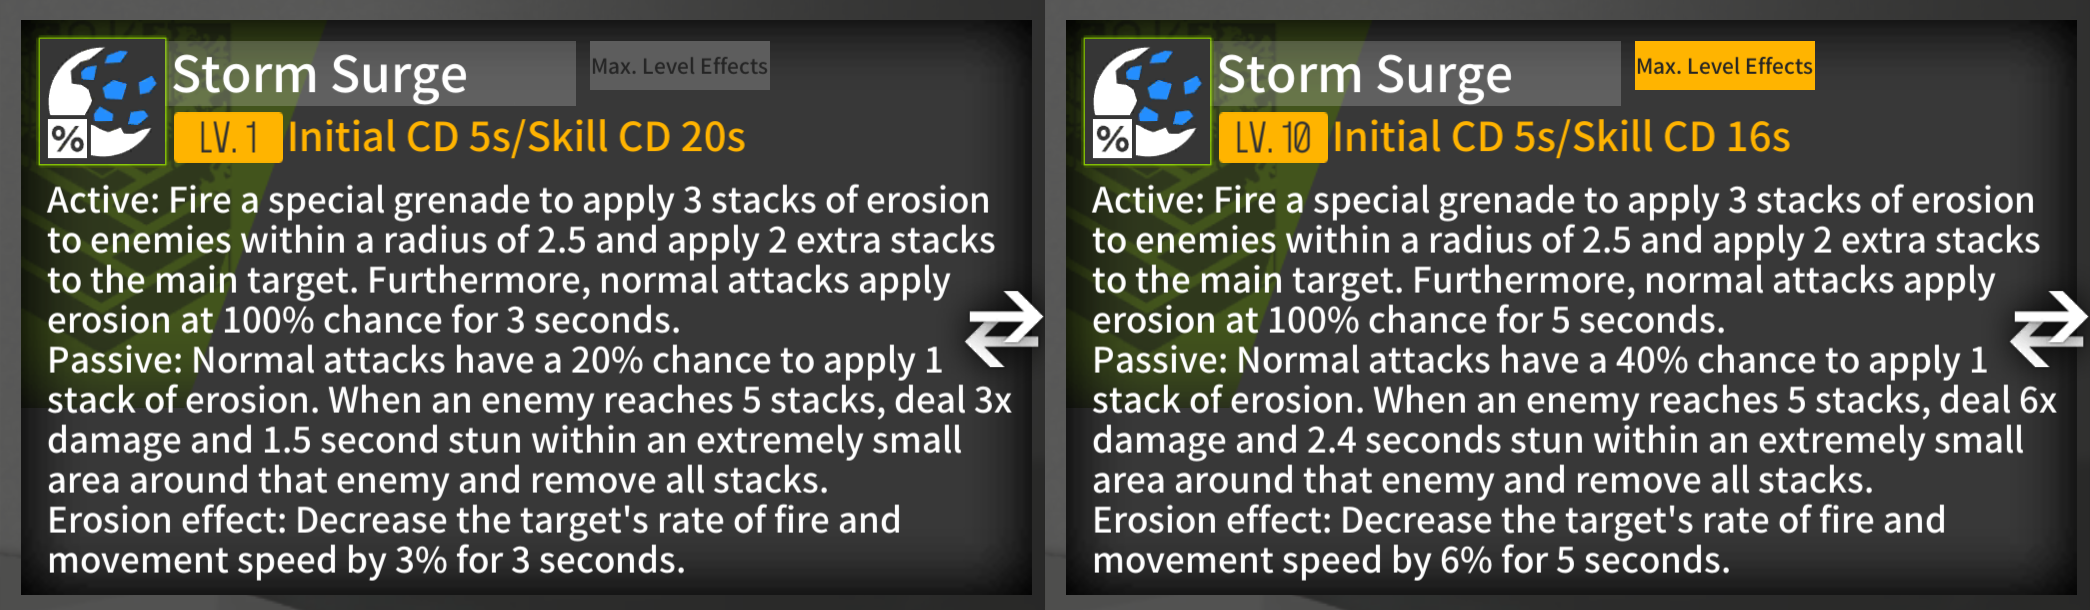 Storm Surge
Max. Level Effects
%
LV. 1
Initial CD 5s/Skill CD 20s
Active: Fire a special grenade to apply 3 stacks of erosion
to enemies within a radius of 2.5 and apply 2 extra stacks
to the main target. Furthermore, normal attacks apply
erosion at 100% chance for 3 seconds.
Passive: Normal attacks have a 20% chance to apply 1
stack of erosion. When an enemy reaches 5 stacks, deal 3x
damage and 1.5 second stun within an extremely small
area around that enemy and remove all stacks.
Erosion effect: Decrease the target's rate of fire and
movement speed by 3% for 3 seconds.
Storm Surge
Max. Level Effects
%
LV. 10
Initial CD 5s/Skill CD 16s
Active: Fire a special grenade to apply 3 stacks of erosion
to enemies within a radius of 2.5 and apply 2 extra stacks
to the main target. Furthermore, normal attacks apply
erosion at 100% chance for 5 seconds.
Passive: Normal attacks have a 40% chance to apply 1
stack of erosion. When an enemy reaches 5 stacks, deal 6x
damage and 2.4 seconds stun within an extremely small
area around that enemy and remove all stacks.
Erosion effect: Decrease the target's rate of fire and
movement speed by 6% for 5 seconds.